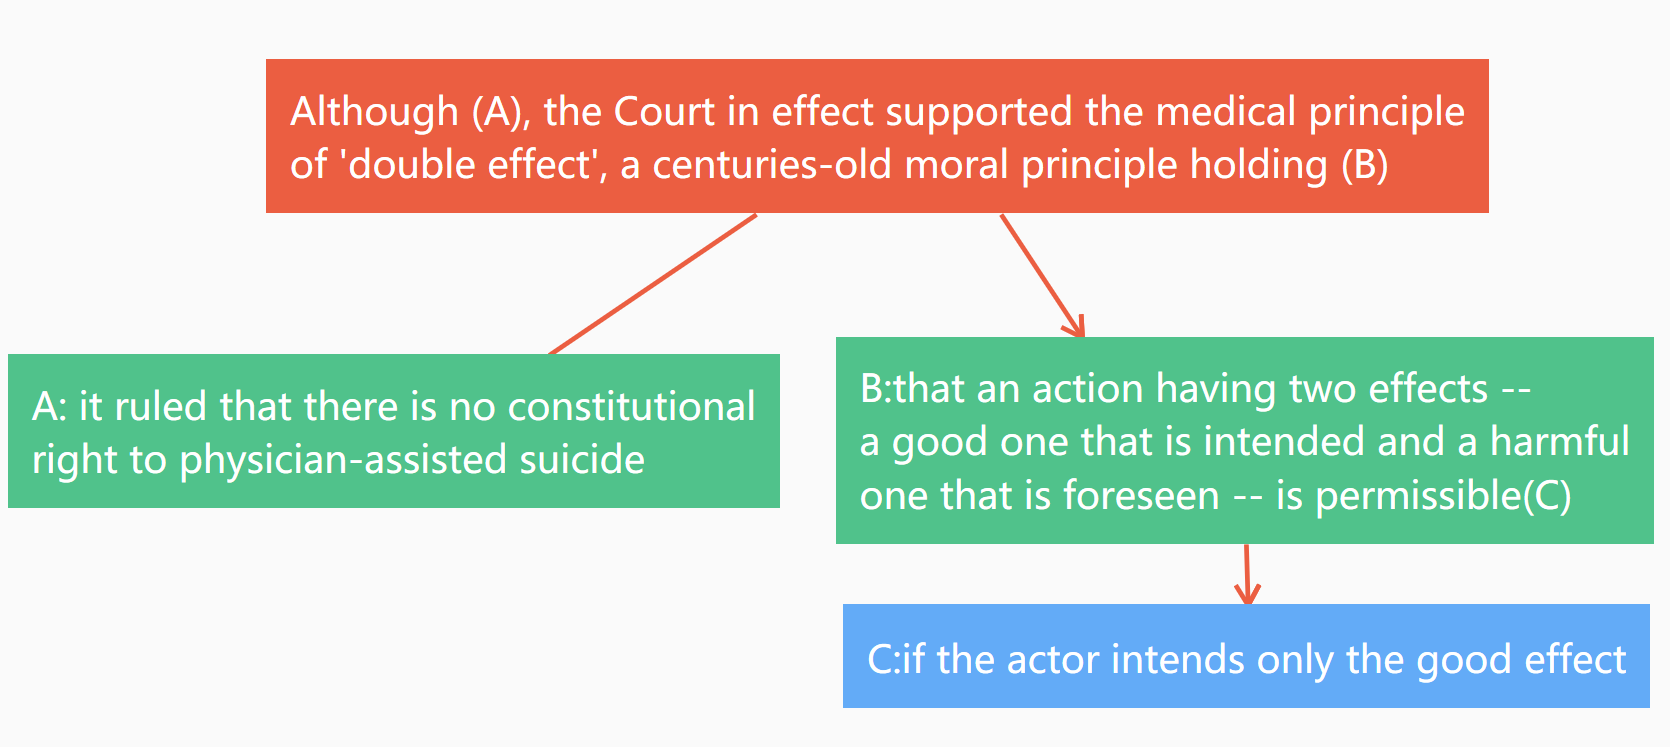 Although (A), the Court in effect supported the medical principle
of 'double effect', a centuries-old moral principle holding (B)
A: it ruled that there is no constitutional
right to physician-assisted suicide
B:that an action having two effects --
a good one that is intended and a harmful
one that is foreseen -- is permissible(C)
C:if the actor intends only the good effect